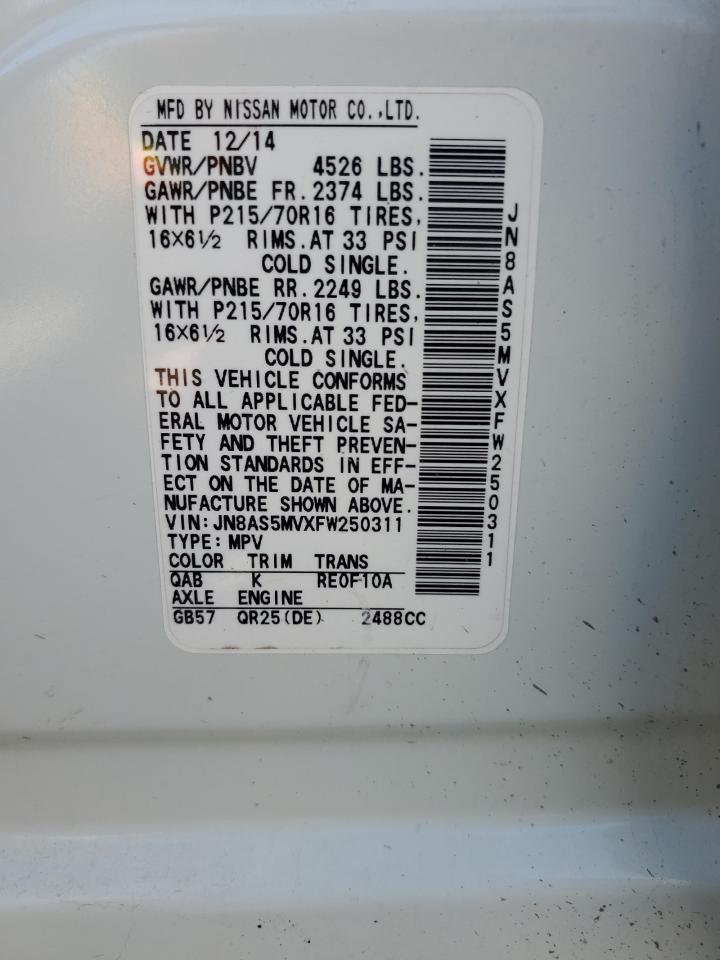 MFD BY NISSAN MOTOR CO.,LTD.
DATE 12/14
GVWR/PNBV 4526 LBS.
GAWR/PNBE FR.2374 LBS.
WITH P215/70R16 TIRES,
16X6½ RIMS.AT 33 PSI
COLD SINGLE.
GAWR/PNBE RR.2249 LBS.
WITH P215/70R16 TIRES,
16X6½ RIMS.AT 33 PSI
COLD SINGLE.
THIS VEHICLE CONFORMS
TO ALL APPLICABLE FED-
ERAL MOTOR VEHICLE SA-
FETY AND THEFT PREVEN-
TION STANDARDS IN EFF-
ECT ON THE DATE OF MA-
NUFACTURE SHOWN ABOVE.
VIN:JN8AS5MVXFW250311
TYPE:MPV
COLOR TRIM TRANS
QAB K RE0F10A
AXLE ENGINE
GB57 QR25(DE) 2488CC
JN8AS5MVXFW250311